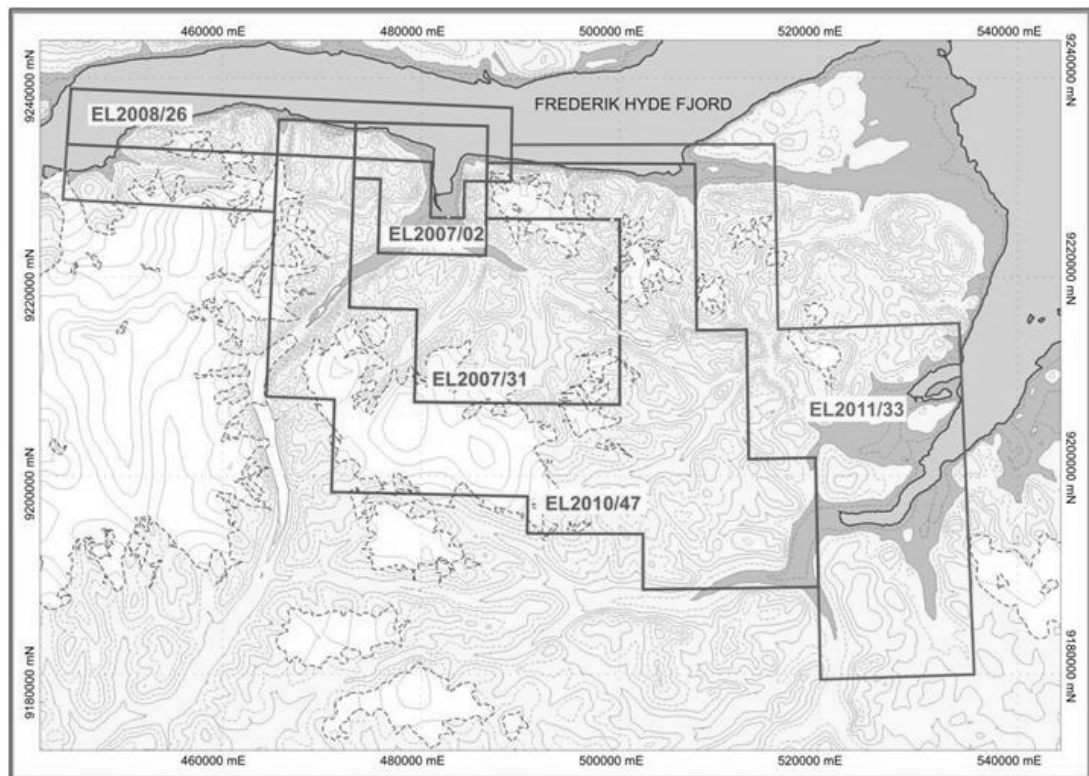 460000 mE
480000 mE
500000 mE
520000 mE
540000 mE
9240000 mN
9240000 mN
FREDERIK HYDE FJORD
EL2008/26
EL2007/02
9220000 mN
9220000 mN
EL2007/31
EL2011/33
9200000 mN
9200000 mN
EL2010/47
9180000 mN
9180000 mN
460000 mE
480000 mE
500000 mE
520000 mE
540000 mE